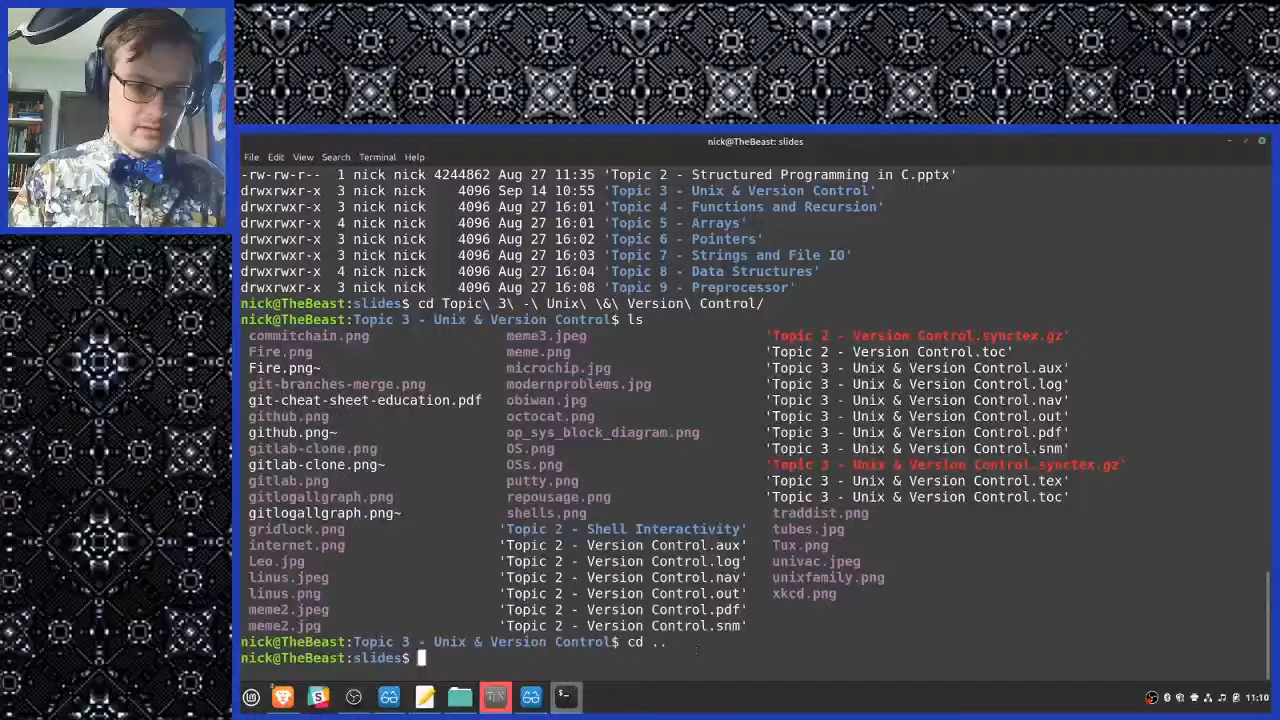 nick@TheBeast: slides
File Edit View Search Terminal Help
-rw-rw-r-- 1 nick nick 4244862 Aug 27 11:35 'Topic 2 - Structured Programming in C.pptx'
drwxrwxr-x 3 nick nick 4096 Sep 14 10:55 'Topic 3 - Unix & Version Control'
drwxrwxr-x 3 nick nick 4096 Aug 27 16:01 'Topic 4 - Functions and Recursion'
drwxrwxr-x 4 nick nick 4096 Aug 27 16:01 'Topic 5 - Arrays'
drwxrwxr-x 3 nick nick 4096 Aug 27 16:02 'Topic 6 - Pointers'
drwxrwxr-x 3 nick nick 4096 Aug 27 16:03 'Topic 7 - Strings and File IO'
drwxrwxr-x 4 nick nick 4096 Aug 27 16:04 'Topic 8 - Data Structures'
drwxrwxr-x 3 nick nick 4096 Aug 27 16:08 'Topic 9 - Preprocessor'
nick@TheBeast:slides$ cd Topic\ 3\ -\ Unix\ \&\ Version\ Control/
nick@TheBeast:Topic 3 - Unix & Version Control$ ls
commitchain.png meme3.jpeg 'Topic 2 - Version Control.synctex.gz'
Fire.png meme.png 'Topic 2 - Version Control.toc'
Fire.png~ microchip.jpg 'Topic 3 - Unix & Version Control.aux'
git-branches-merge.png modernproblems.jpg 'Topic 3 - Unix & Version Control.log'
git-cheat-sheet-education.pdf obiwan.jpg 'Topic 3 - Unix & Version Control.nav'
github.png octocat.png 'Topic 3 - Unix & Version Control.out'
github.png~ op_sys_block_diagram.png 'Topic 3 - Unix & Version Control.pdf'
gitlab-clone.png OS.png 'Topic 3 - Unix & Version Control.snm'
gitlab-clone.png~ OSs.png 'Topic 3 - Unix & Version Control.synctex.gz'
gitlab.png putty.png 'Topic 3 - Unix & Version Control.tex'
gitlogallgraph.png repousage.png 'Topic 3 - Unix & Version Control.toc'
gitlogallgraph.png~ shells.png traddist.png
gridlock.png 'Topic 2 - Shell Interactivity' tubes.jpg
internet.png 'Topic 2 - Version Control.aux' Tux.png
Leo.jpg 'Topic 2 - Version Control.log' univac.jpeg
linus.jpeg 'Topic 2 - Version Control.nav' unixfamily.png
linus.png 'Topic 2 - Version Control.out' xkcd.png
meme2.jpeg 'Topic 2 - Version Control.pdf'
meme2.jpg 'Topic 2 - Version Control.snm'
nick@TheBeast:Topic 3 - Unix & Version Control$ cd ..
nick@TheBeast:slides$
11:10